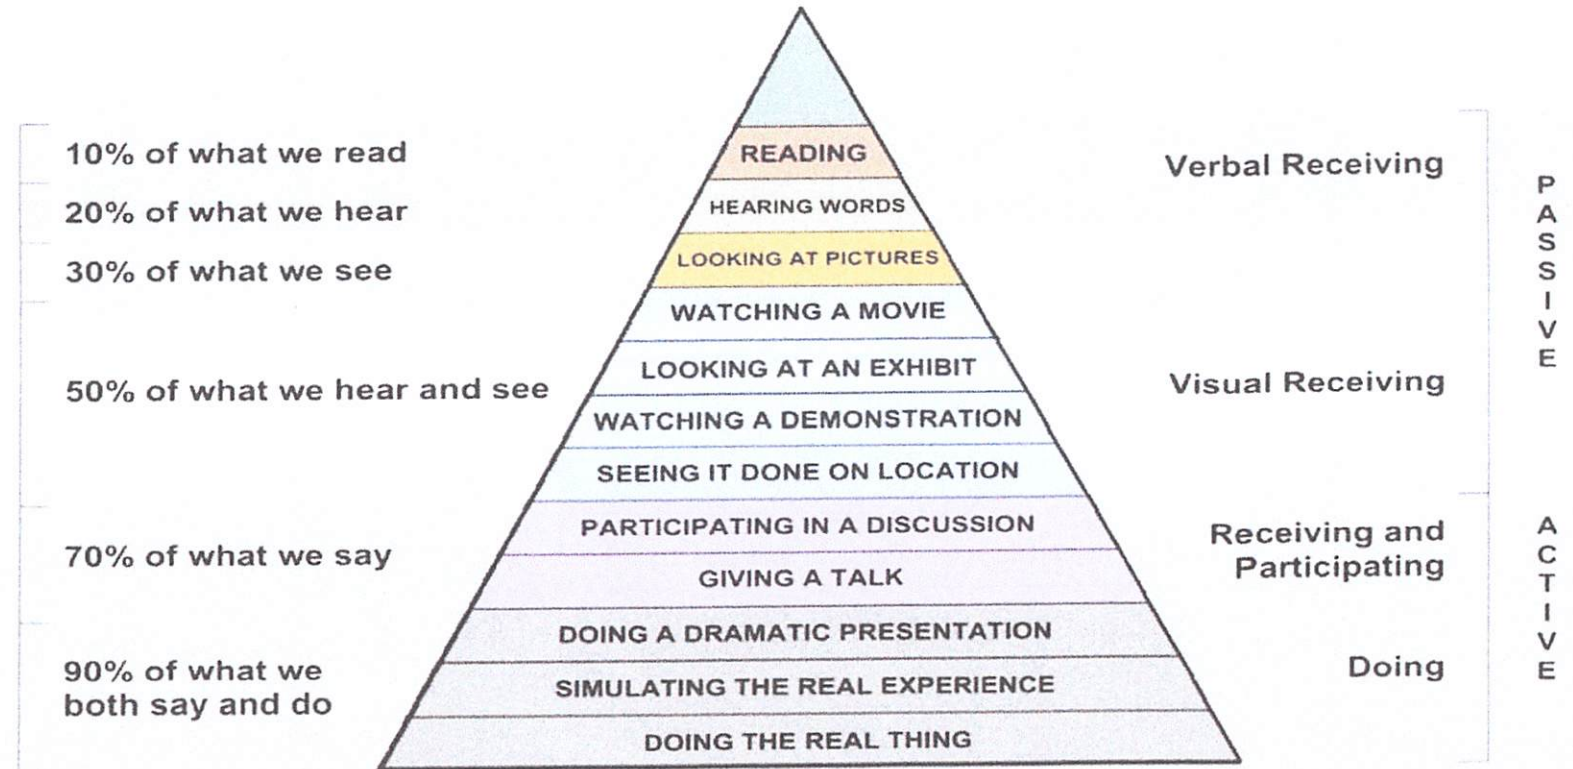 10% of what we read
20% of what we hear
30% of what we see
50% of what we hear and see
70% of what we say
90% of what we
both say and do
READING
HEARING WORDS
LOOKING AT PICTURES
WATCHING A MOVIE
LOOKING AT AN EXHIBIT
WATCHING A DEMONSTRATION
SEEING IT DONE ON LOCATION
PARTICIPATING IN A DISCUSSION
GIVING A TALK
DOING A DRAMATIC PRESENTATION
SIMULATING THE REAL EXPERIENCE
DOING THE REAL THING
Verbal Receiving
Visual Receiving
Receiving and
Participating
Doing
PASSIVE
ACTIVE